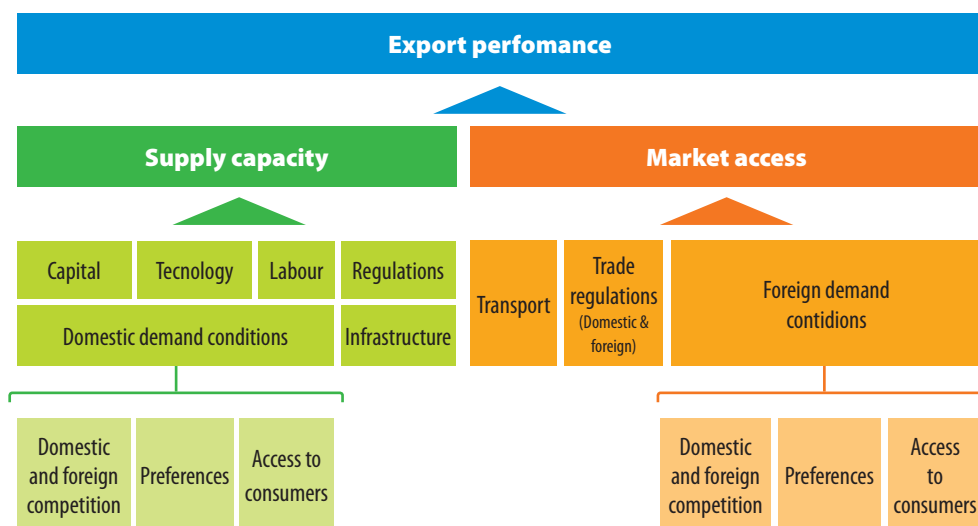 Export perfomance
Supply capacity
Market access
Capital
Tecnology
Labour
Regulations
Domestic demand conditions
Infrastructure
Transport
Trade
regulations
(Domestic &
foreign)
Foreign demand
contidions
Domestic
and foreign
competition
Preferences
Access to
consumers
Domestic
and foreign
competition
Preferences
Access
to
consumers